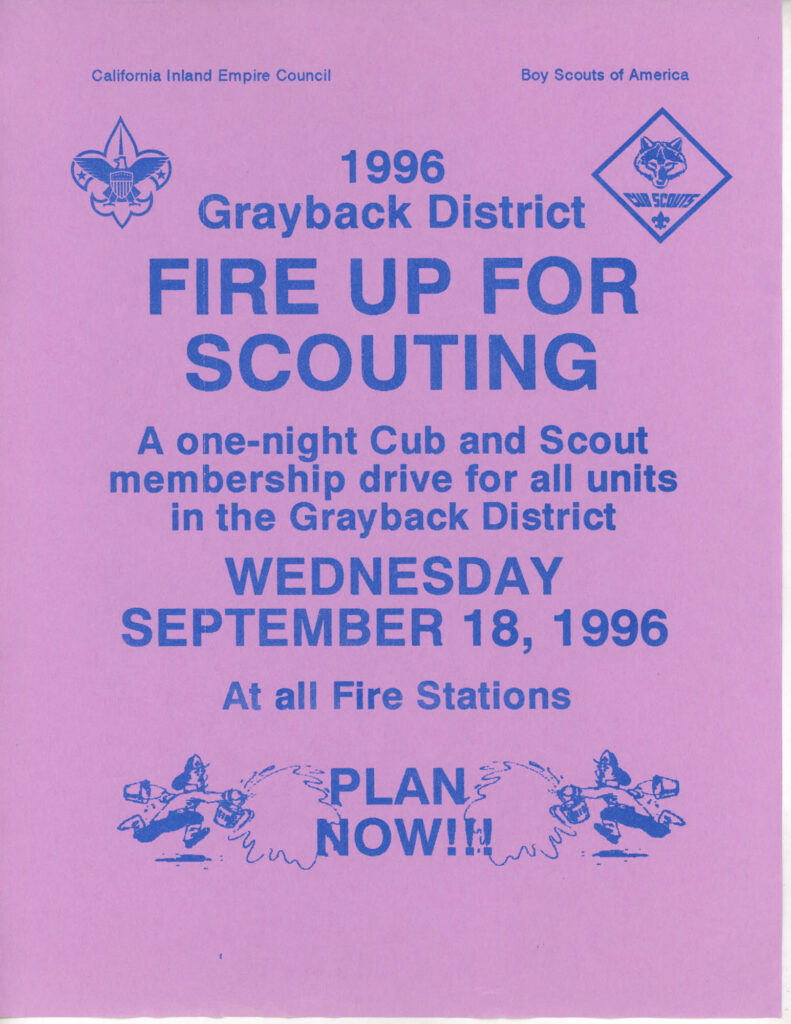 California Inland Empire Council
Boy Scouts of America
1996
Grayback District
CUB SCOUTS
FIRE UP FOR
SCOUTING
A one-night Cub and Scout
membership drive for all units
in the Grayback District
WEDNESDAY
SEPTEMBER 18, 1996
At all Fire Stations
PLAN
NOW!!!